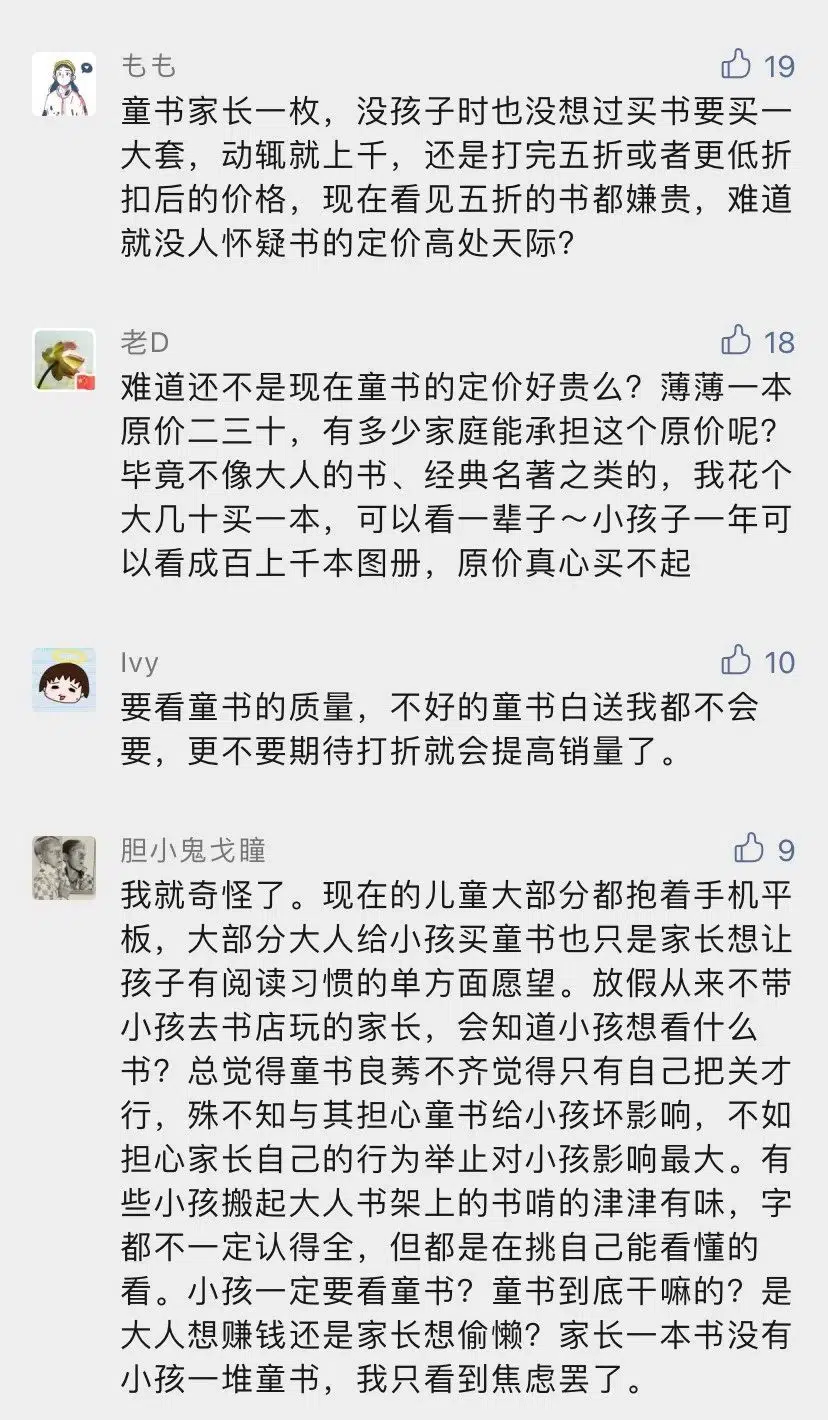 もも 19
童书家长一枚，没孩子时也没想过买书要买一
大套，动辄就上千，还是打完五折或者更低折
扣后的价格，现在看见五折的书都嫌贵，难道
就没人怀疑书的定价高处天际？
老D 18
难道还不是现在童书的定价好贵么？薄薄一本
原价二三十，有多少家庭能承担这个原价呢？
毕竟不像大人的书、经典名著之类的，我花个
大几十买一本，可以看一辈子～小孩子一年可
以看成百上千本图册，原价真心买不起
Ivy 10
要看童书的质量，不好的童书白送我都不会
要，更不要期待打折就会提高销量了。
胆小鬼戈瞳 9
我就奇怪了。现在的儿童大部分都抱着手机平
板，大部分大人给小孩买童书也只是家长想让
孩子有阅读习惯的单方面愿望。放假从来不带
小孩去书店玩的家长，会知道小孩想看什么
书？总觉得童书良莠不齐觉得只有自己把关才
行，殊不知与其担心童书给小孩坏影响，不如
担心家长自己的行为举止对小孩影响最大。有
些小孩搬起大人书架上的书啃的津津有味，字
都不一定认得全，但都是在挑自己能看懂的
看。小孩一定要看童书？童书到底干嘛的？是
大人想赚钱还是家长想偷懒？家长一本书没有
小孩一堆童书，我只看到焦虑罢了。